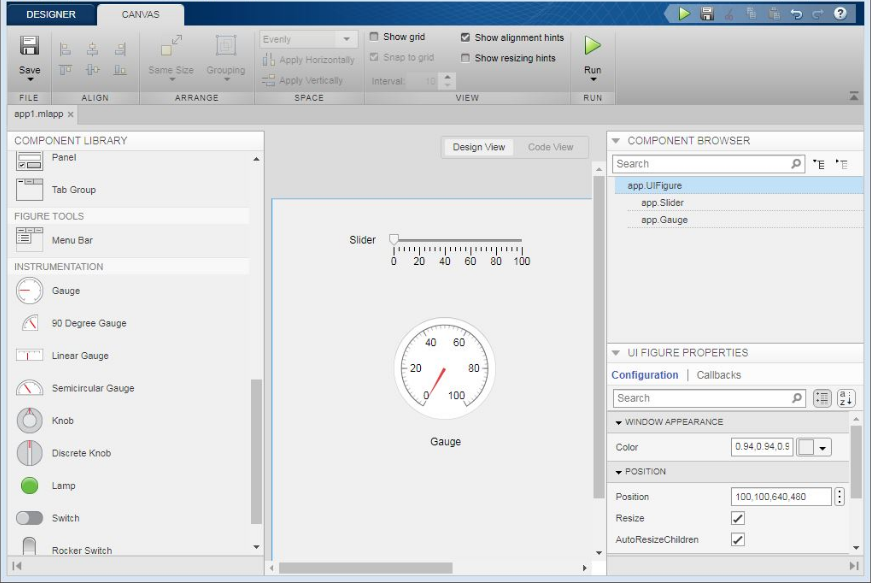 DESIGNER CANVAS
Save
Same Size Grouping
Evenly
Apply Horizontally
Apply Vertically
Show grid
Snap to grid
Interval: 10
Show alignment hints
Show resizing hints
Run
FILE ALIGN ARRANGE SPACE VIEW RUN
app1.mlapp ×
COMPONENT LIBRARY
Panel
Tab Group
FIGURE TOOLS
Menu Bar
INSTRUMENTATION
Gauge
90 Degree Gauge
Linear Gauge
Semicircular Gauge
Knob
Discrete Knob
Lamp
Switch
Rocker Switch
Design View Code View
Slider
0 20 40 60 80 100
40 60
20 80
0 100
Gauge
COMPONENT BROWSER
Search
app.UIFigure
app.Slider
app.Gauge
UI FIGURE PROPERTIES
Configuration | Callbacks
Search
WINDOW APPEARANCE
Color 0.94,0.94,0.9
POSITION
Position 100,100,640,480
Resize
AutoResizeChildren